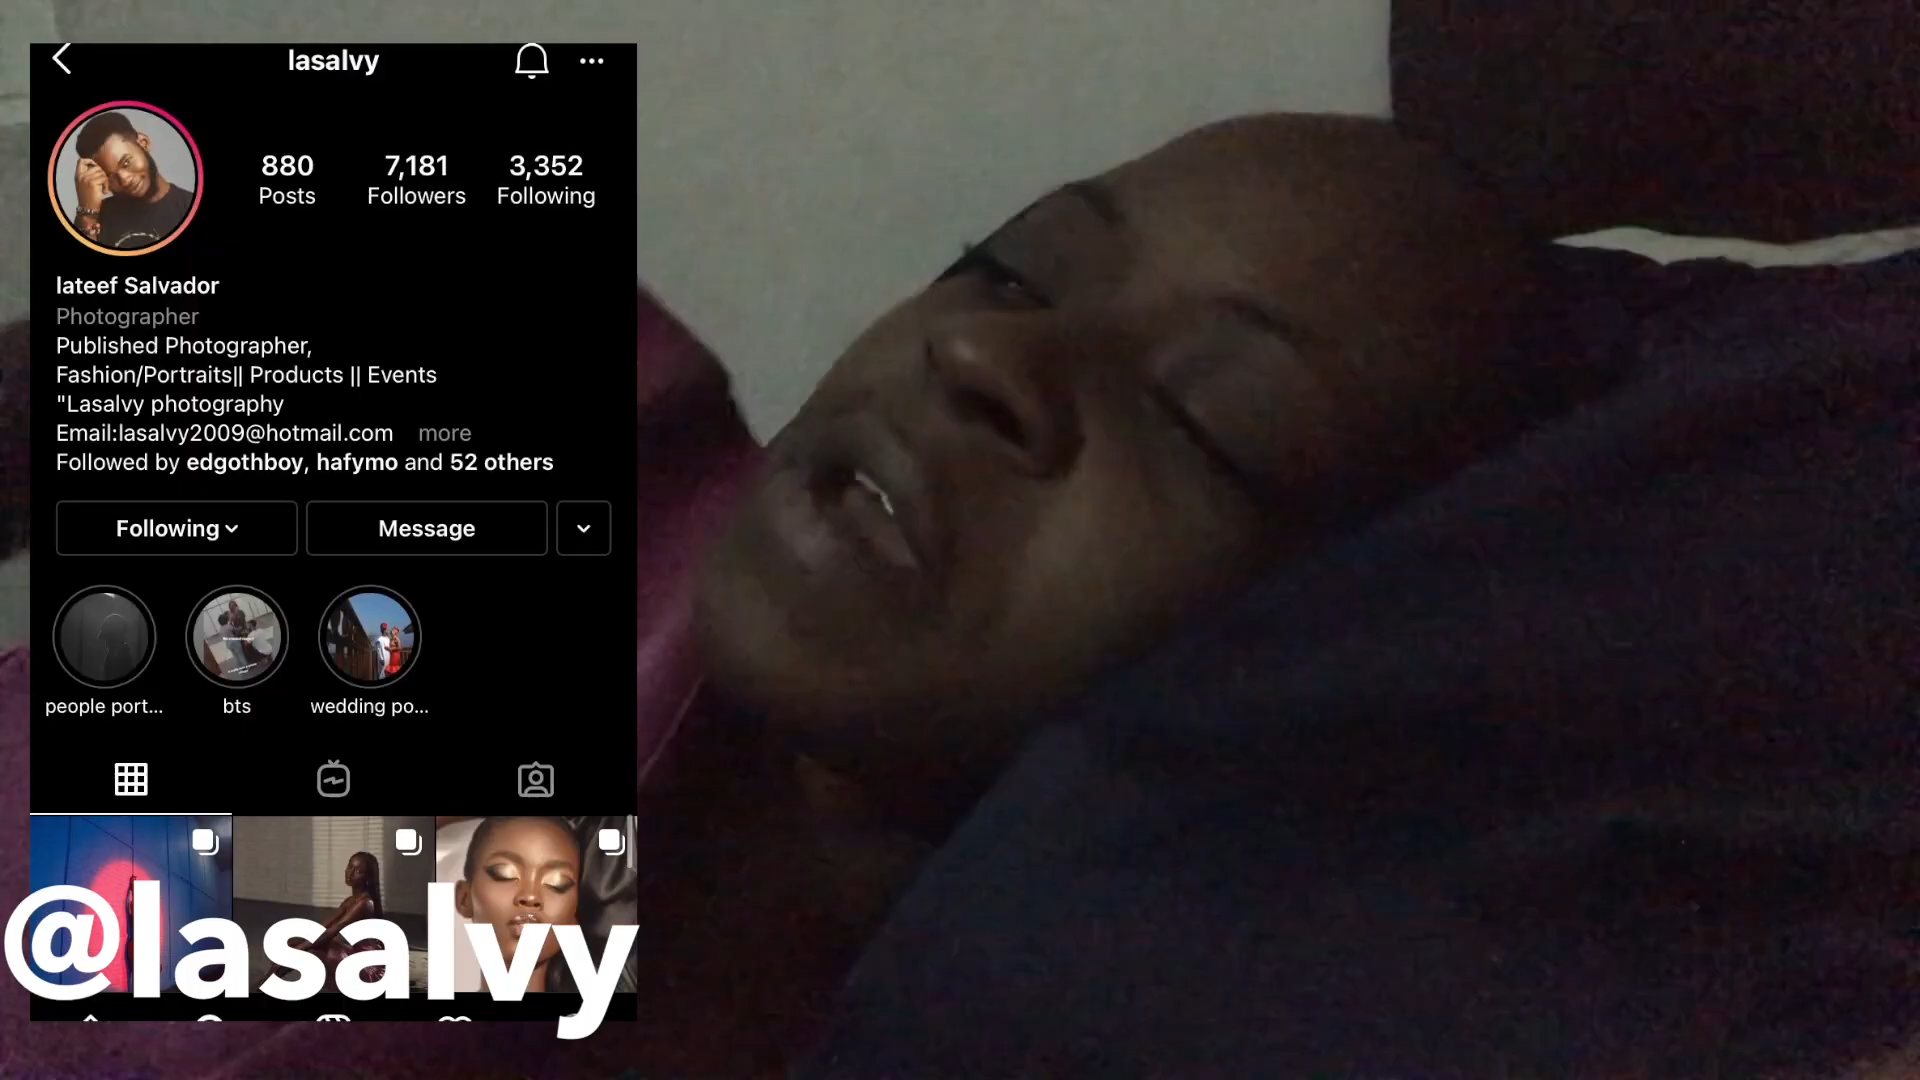 lasalvy
880
Posts
7,181
Followers
3,352
Following
lateef Salvador
Photographer
Published Photographer,
Fashion/Portraits|| Products || Events
"Lasalvy photography
Email:lasalvy2009@hotmail.com more
Followed by edgothboy, hafymo and 52 others
Following
Message
people port...
bts
wedding po...
@lasalvy